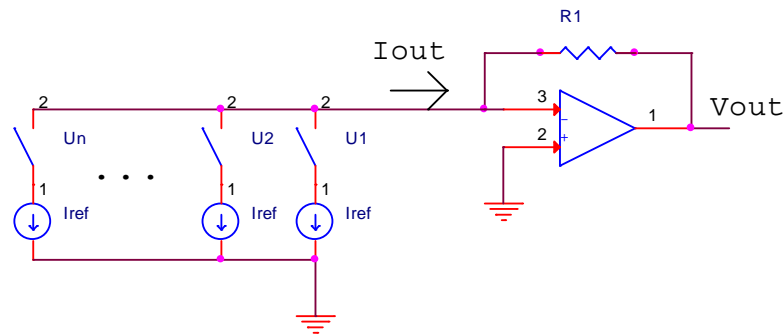 R1
Iout
2 2 2 3 1 Vout
Un U2 U1 2
. . .
1 1 1
Iref Iref Iref